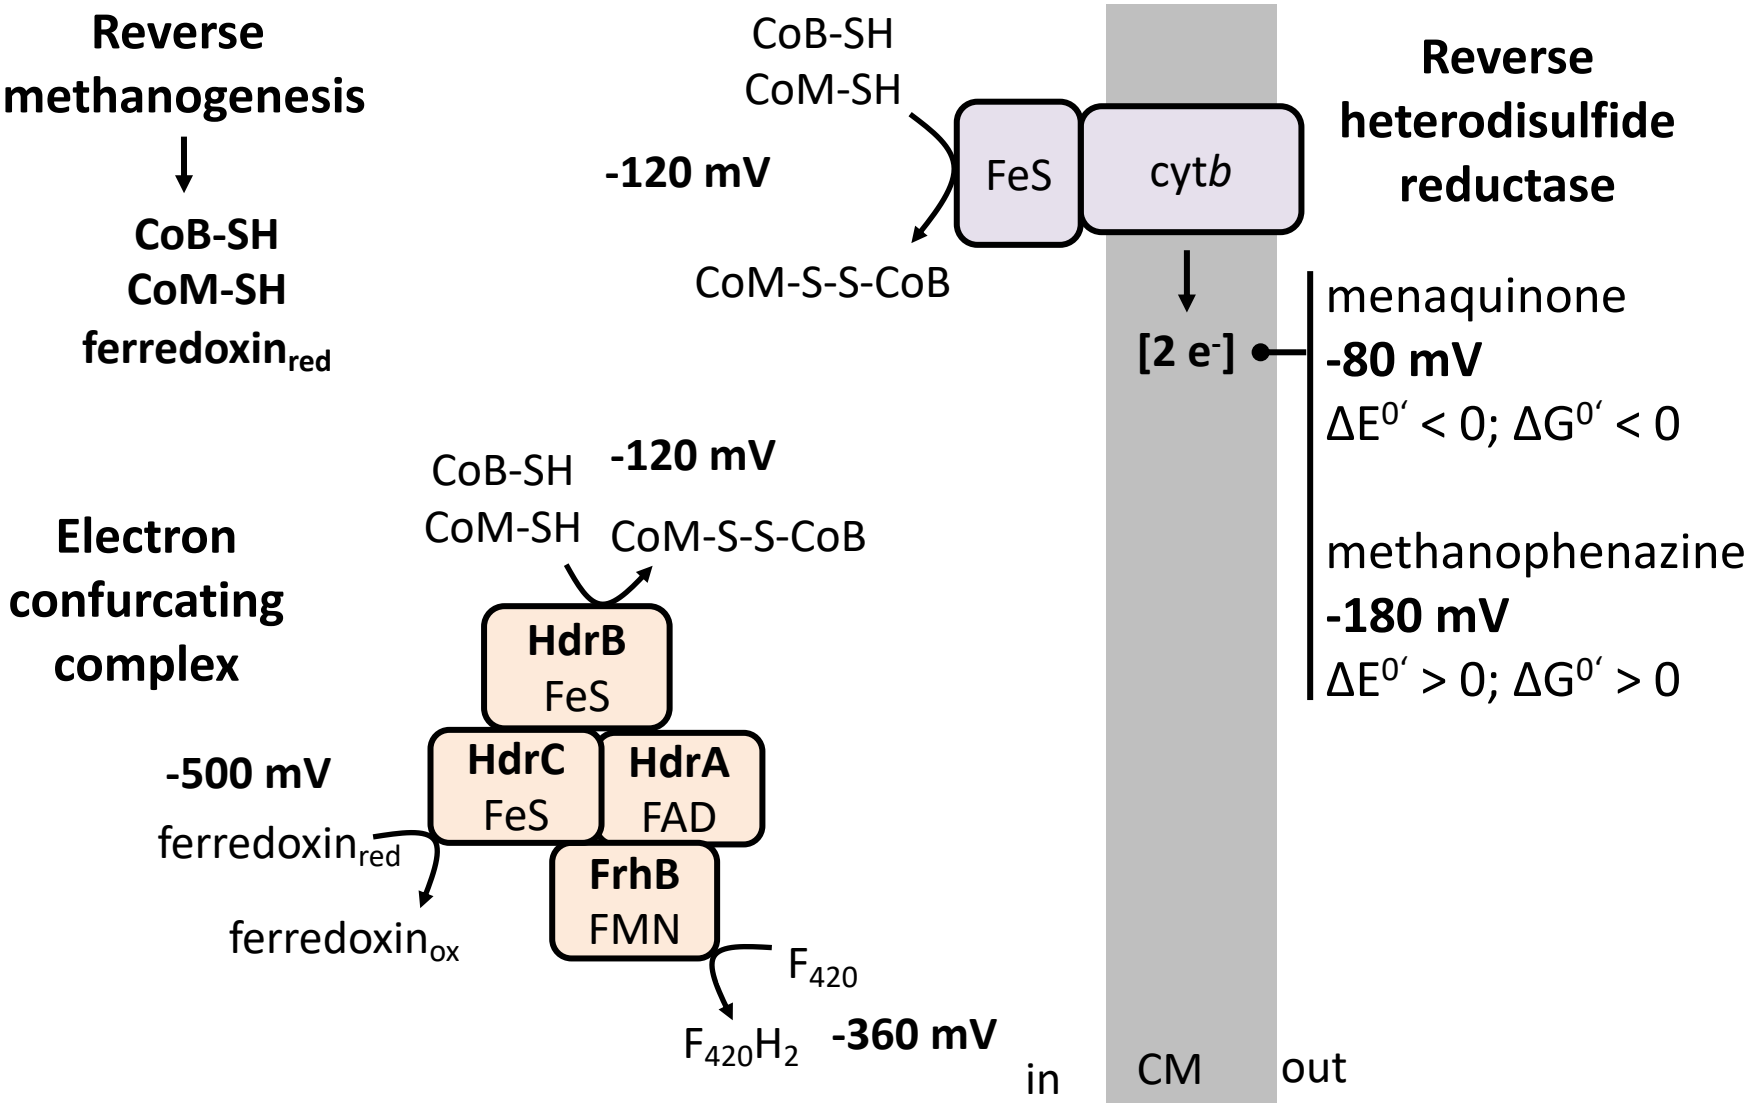 Reverse
methanogenesis
CoB-SH
CoM-SH
ferredoxin_red
CoB-SH
CoM-SH
-120 mV
CoM-S-S-CoB
FeS
cytb
Reverse
heterodisulfide
reductase
[2 e⁻]
menaquinone
-80 mV
ΔE⁰‘ < 0; ΔG⁰‘ < 0
methanophenazine
-180 mV
ΔE⁰‘ > 0; ΔG⁰‘ > 0
Electron
confurcating
complex
CoB-SH
CoM-SH
-120 mV
CoM-S-S-CoB
HdrB
FeS
HdrC
FeS
HdrA
FAD
FrhB
FMN
-500 mV
ferredoxin_red
ferredoxin_ox
F₄₂₀
F₄₂₀H₂
-360 mV
in
CM
out